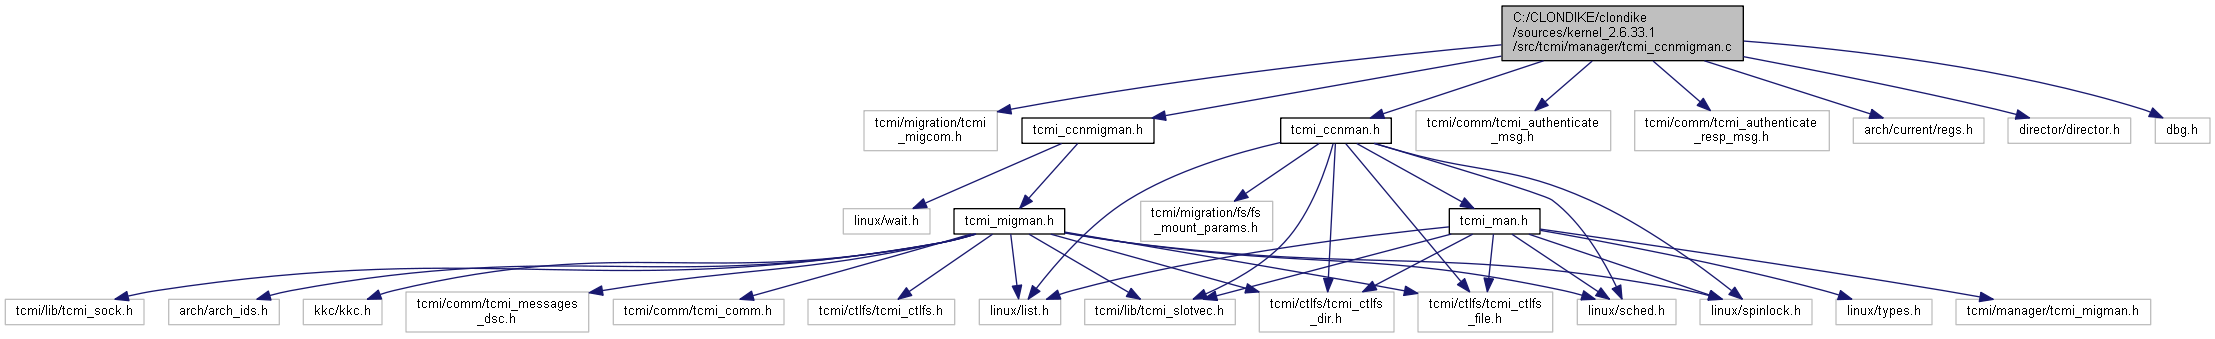 C:/CLONDIKE/clondike
/sources/kernel_2.6.33.1
/src/tcmi/manager/tcmi_ccnmigman.c
tcmi/migration/tcmi
_migcom.h
tcmi_ccnmigman.h
tcmi_ccnman.h
tcmi/comm/tcmi_authenticate
_msg.h
tcmi/comm/tcmi_authenticate
_resp_msg.h
arch/current/regs.h
director/director.h
dbg.h
linux/wait.h
tcmi_migman.h
tcmi/migration/fs/fs
_mount_params.h
tcmi_man.h
tcmi/lib/tcmi_sock.h
arch/arch_ids.h
kkc/kkc.h
tcmi/comm/tcmi_messages
_dsc.h
tcmi/comm/tcmi_comm.h
tcmi/ctlfs/tcmi_ctlfs.h
linux/list.h
tcmi/lib/tcmi_slotvec.h
tcmi/ctlfs/tcmi_ctlfs
_dir.h
tcmi/ctlfs/tcmi_ctlfs
_file.h
linux/sched.h
linux/spinlock.h
linux/types.h
tcmi/manager/tcmi_migman.h